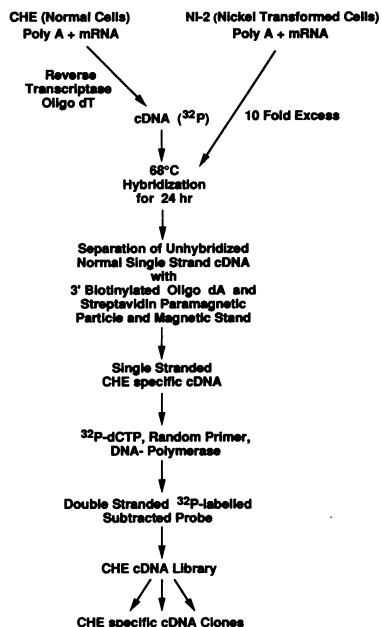 CHE (Normal Cells)
Poly A + mRNA
NI-2 (Nickel Transformed Cells)
Poly A + mRNA
Reverse
Transcriptase
Oligo dT
cDNA (32P)
10 Fold Excess
68°C
Hybridization
for 24 hr
Separation of Unhybridized
Normal Single Strand cDNA
with
3' Biotinylated Oligo dA and
Streptavidin Paramagnetic
Particle and Magnetic Stand
Single Stranded
CHE specific cDNA
32P-dCTP, Random Primer,
DNA- Polymerase
Double Stranded 32P-labelled
Subtracted Probe
CHE cDNA Library
CHE specific cDNA Clones